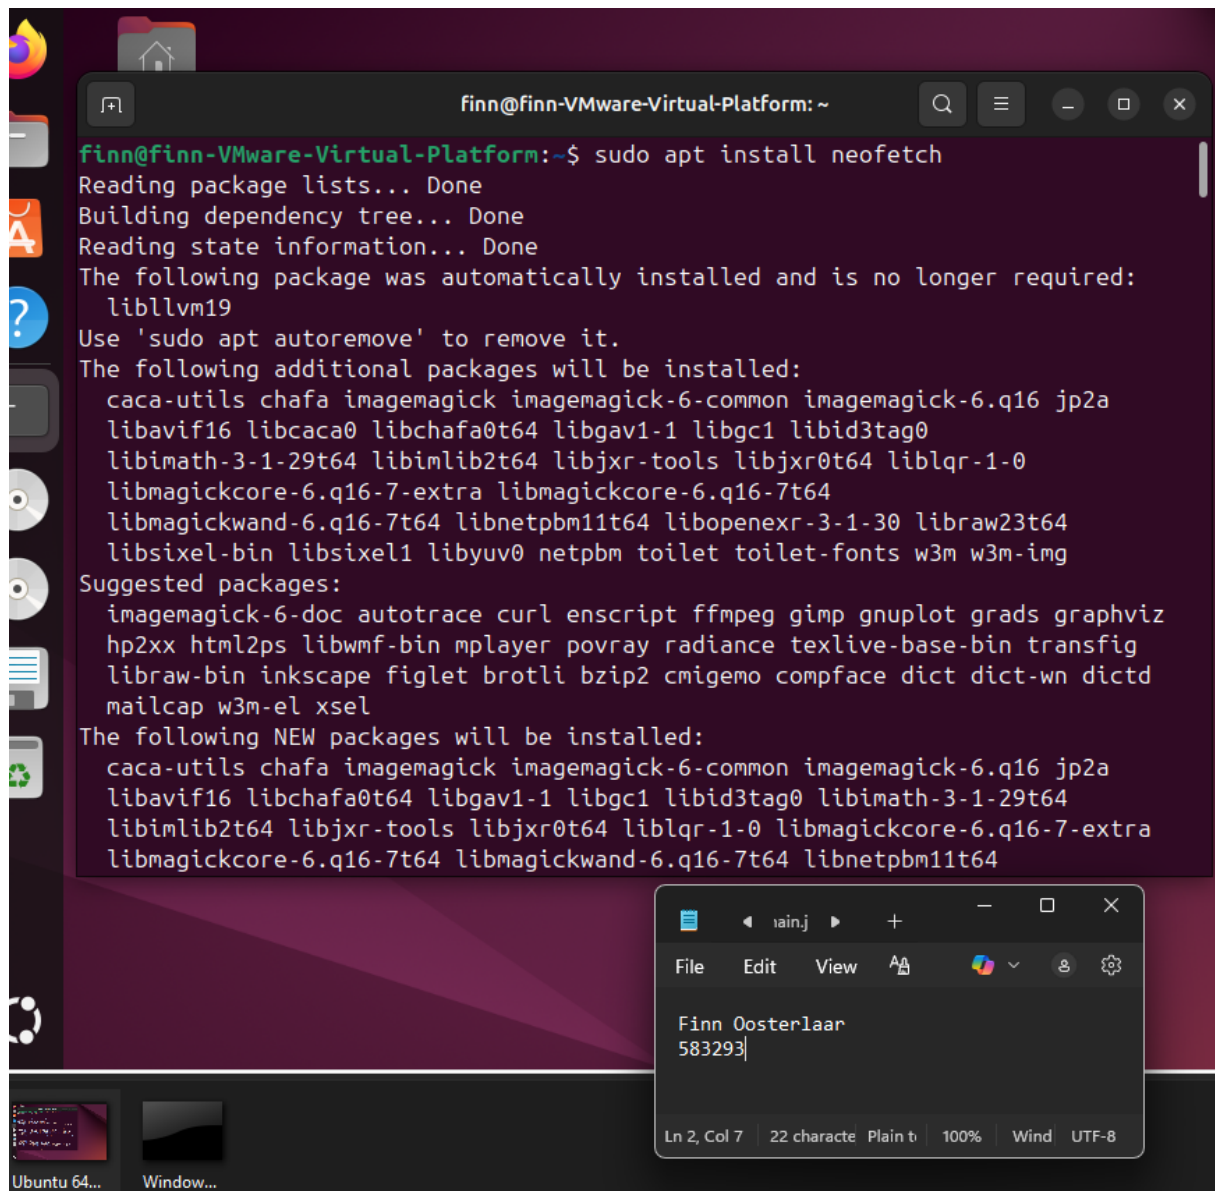 finn@finn-VMware-Virtual-Platform: ~
finn@finn-VMware-Virtual-Platform:~$ sudo apt install neofetch
Reading package lists... Done
Building dependency tree... Done
Reading state information... Done
The following package was automatically installed and is no longer required:
libllvm19
Use 'sudo apt autoremove' to remove it.
The following additional packages will be installed:
caca-utils chafa imagemagick imagemagick-6-common imagemagick-6.q16 jp2a
libavif16 libcaca0 libchafa0t64 libgav1-1 libgc1 libid3tag0
libimath-3-1-29t64 libimlib2t64 libjxr-tools libjxr0t64 liblqr-1-0
libmagickcore-6.q16-7-extra libmagickcore-6.q16-7t64
libmagickwand-6.q16-7t64 libnetpbm11t64 libopenexr-3-1-30 libraw23t64
libsixel-bin libsixel1 libyuv0 netpbm toilet toilet-fonts w3m w3m-img
Suggested packages:
imagemagick-6-doc autotrace curl enscript ffmpeg gimp gnuplot grads graphviz
hp2xx html2ps libwmf-bin mplayer povray radiance texlive-base-bin transfig
libraw-bin inkscape figlet brotli bzip2 cmigemo compface dict dict-wn dictd
mailcap w3m-el xsel
The following NEW packages will be installed:
caca-utils chafa imagemagick imagemagick-6-common imagemagick-6.q16 jp2a
libavif16 libchafa0t64 libgav1-1 libgc1 libid3tag0 libimath-3-1-29t64
libimlib2t64 libjxr-tools libjxr0t64 liblqr-1-0 libmagickcore-6.q16-7-extra
libmagickcore-6.q16-7t64 libmagickwand-6.q16-7t64 libnetpbm11t64
ain.j
File Edit View
Finn Oosterlaar
583293
Ln 2, Col 7 22 characte Plain t 100% Wind UTF-8
Ubuntu 64... Window...